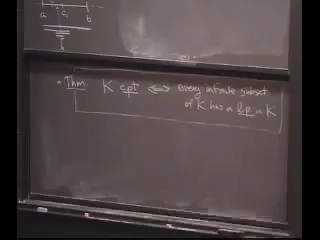 a c, b
x
Thm. K cpt ⟺ every infinite subset
of K has a l.p. in K